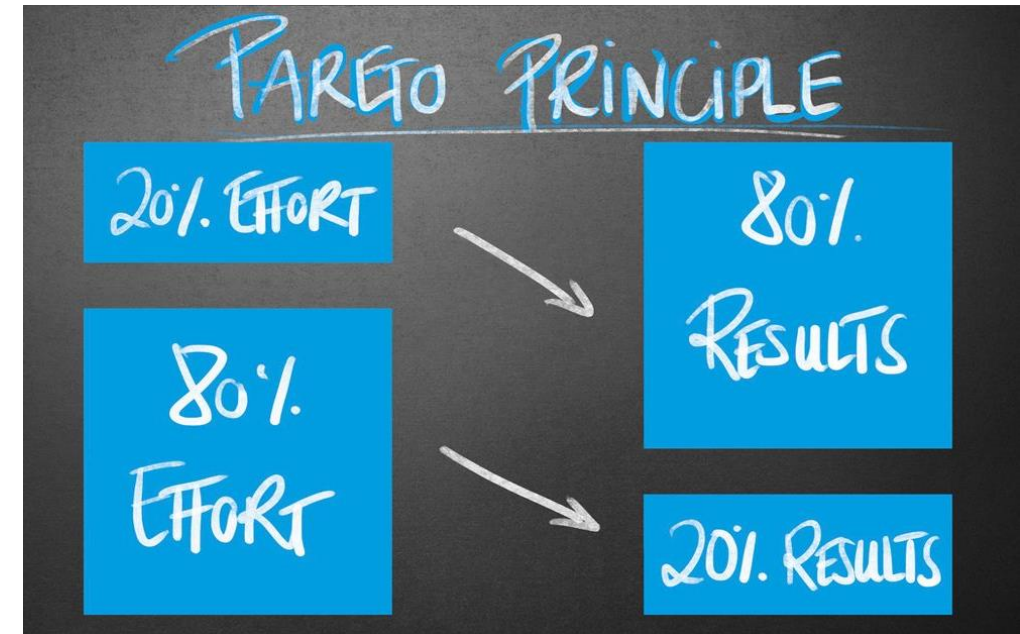 PARETO PRINCIPLE
20% EFFORT
80%
EFFORT
80%
RESULTS
20% RESULTS